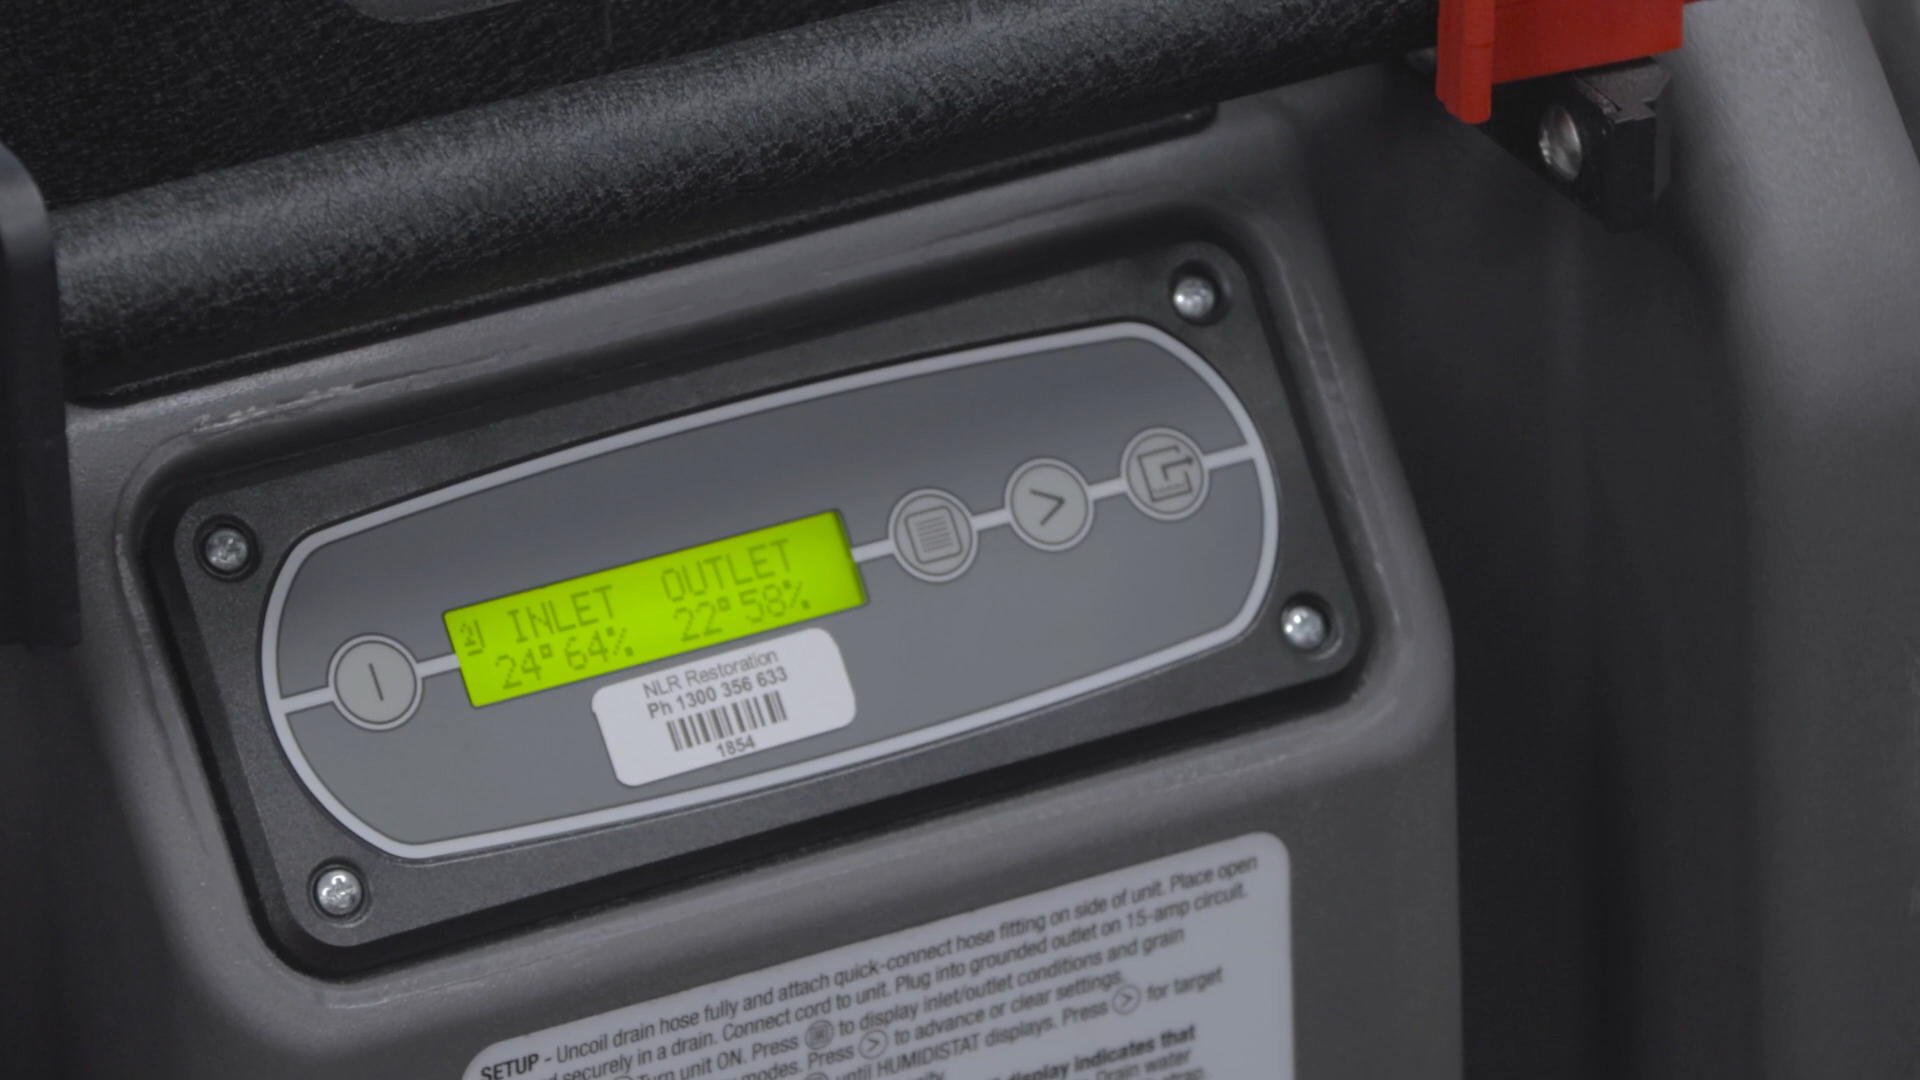 INLET OUTLET
24° 64% 22° 58%
NLR Restoration
Ph 1300 356 633
1854
SETUP - Uncoil drain hose fully and attach quick-connect hose fitting on side of unit. Place open
securely in a drain. Connect cord to unit. Plug into grounded outlet on 15-amp circuit.
Turn unit ON. Press to display inlet/outlet conditions and grain
modes. Press > to advance or clear settings.
until HUMIDISTAT displays. Press > for target
display indicates that
Drain water